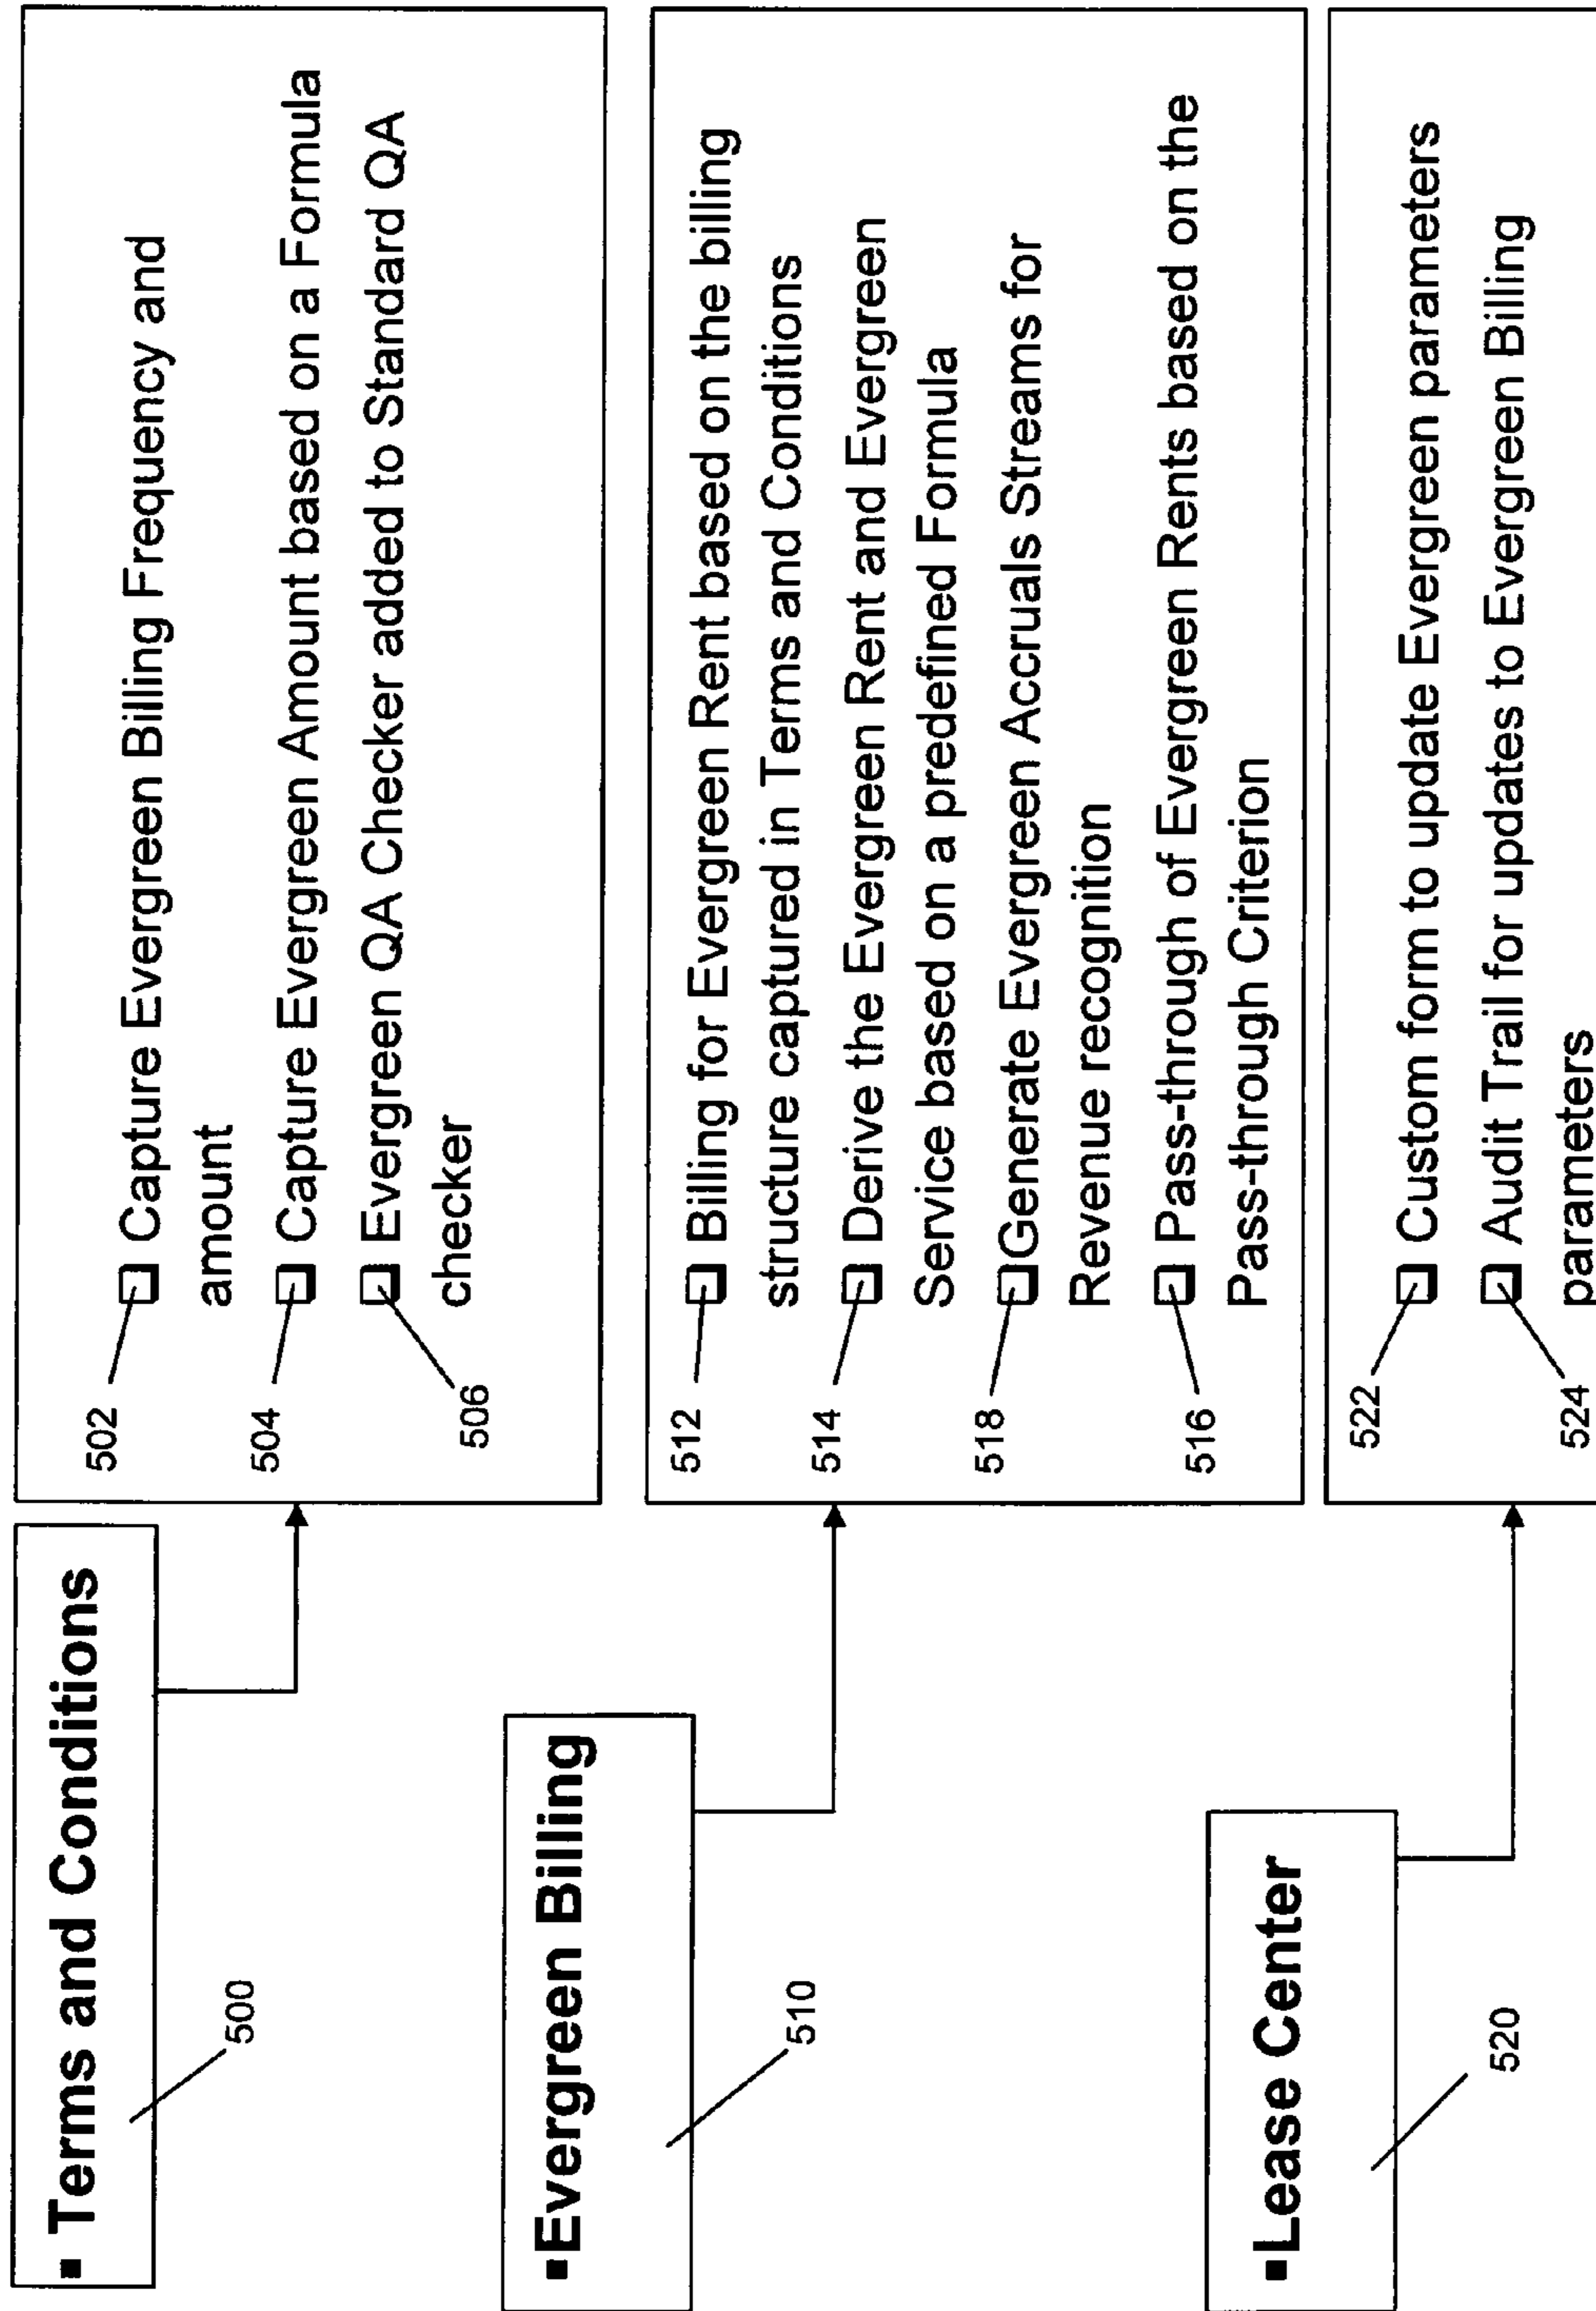 ▪ Terms and Conditions
500
502
❑ Capture Evergreen Billing Frequency and
amount
504
❑ Capture Evergreen Amount based on a Formula
506
❑ Evergreen QA Checker added to Standard QA
checker
▪Evergreen Billing
510
512
❑ Billing for Evergreen Rent based on the billing
structure captured in Terms and Conditions
514
❑ Derive the Evergreen Rent and Evergreen
Service based on a predefined Formula
518
❑Generate Evergreen Accruals Streams for
Revenue recognition
516
❑ Pass-through of Evergreen Rents based on the
Pass-through Criterion
▪Lease Center
520
522
❑ Custom form to update Evergreen parameters
524
❑ Audit Trail for updates to Evergreen Billing
parameters